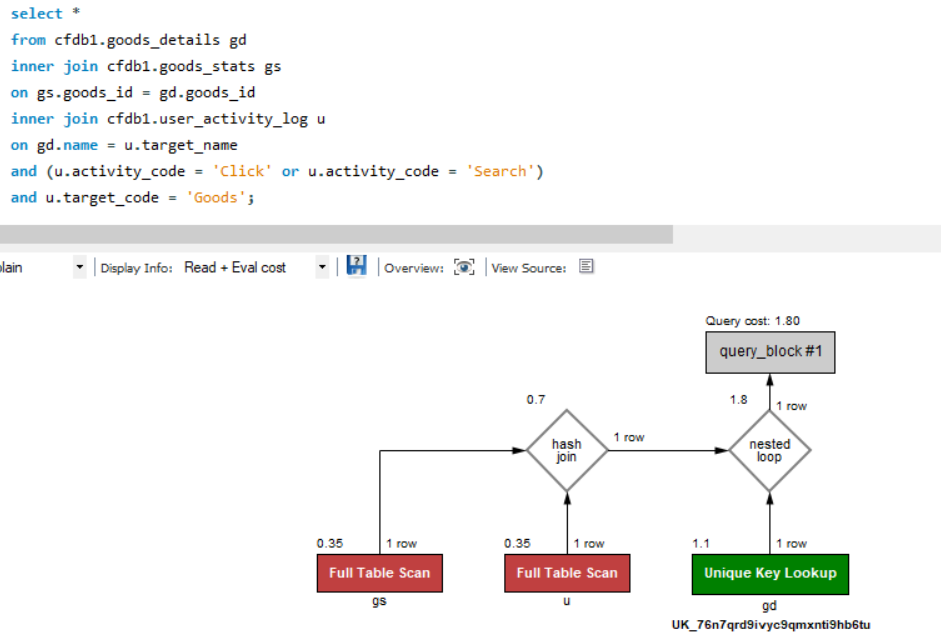 select *
from cfdb1.goods_details gd
inner join cfdb1.goods_stats gs
on gs.goods_id = gd.goods_id
inner join cfdb1.user_activity_log u
on gd.name = u.target_name
and (u.activity_code = 'Click' or u.activity_code = 'Search')
and u.target_code = 'Goods';
plain Display Info: Read + Eval cost Overview: View Source:
Query cost: 1.80
query_block #1
0.7 1.8 1 row
hash join 1 row nested loop
0.35 1 row 0.35 1 row 1.1 1 row
Full Table Scan Full Table Scan Unique Key Lookup
gs u gd
UK_76n7qrd9ivyc9qmxnti9hb6tu